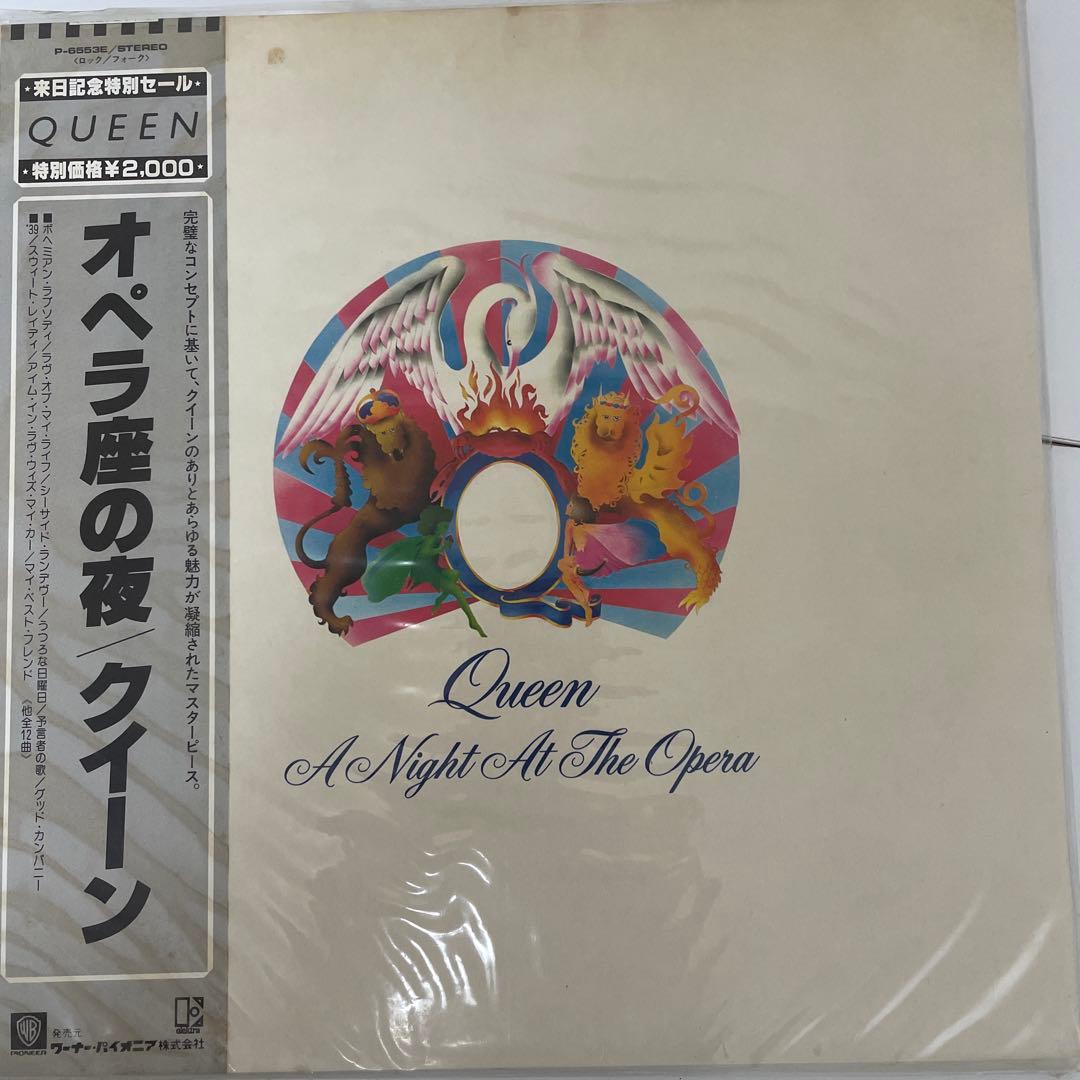 P-6553E/STEREO
〈ロック/フォーク〉
★来日記念特別セール★
QUEEN
★特別価格¥2,000★
完璧なコンセプトに基いて、クイーンのありとあらゆる魅力が凝縮されたマスターピース。
オペラ座の夜/クイーン
■ボヘミアン・ラプソディ/ラヴ・オブ・マイ・ライフ/シーサイド・ランデヴー/うつろな日曜日/予言者の歌/グッド・カンパニー
■'39/スウィート・レイディ/アイム・イン・ラヴ・ウィズ・マイ・カー/マイ・ベスト・フレンド 《他全12曲》
Queen
A Night At The Opera
WB
PIONEER
elektra
発売元
ワーナー・パイオニア株式会社